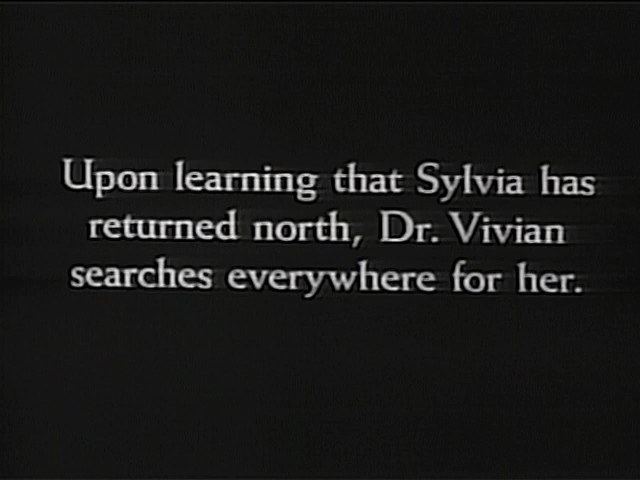 Upon learning that Sylvia has
returned north, Dr. Vivian
searches everywhere for her.